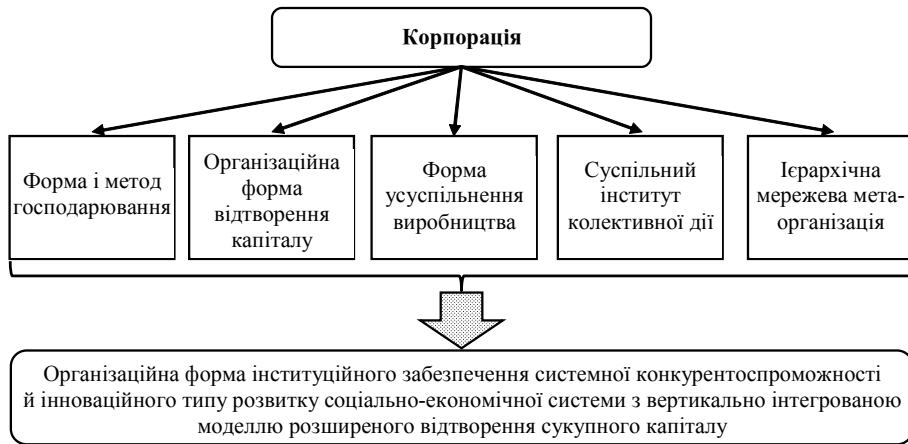 Корпорація
Форма і метод
господарювання
Організаційна
форма
відтворення
капіталу
Форма
усуспільнення
виробництва
Суспільний
інститут
колективної дії
Ієрархічна
мережева мета-
організація
Організаційна форма інституційного забезпечення системної конкурентоспроможності
й інноваційного типу розвитку соціально-економічної системи з вертикально інтегрованою
моделлю розширеного відтворення сукупного капіталу